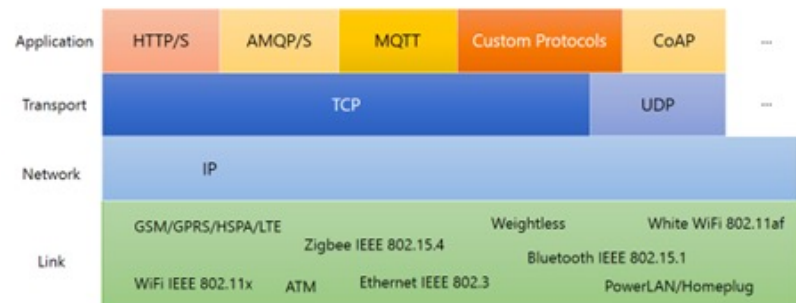 Application HTTP/S AMQP/S MQTT Custom Protocols CoAP ...
Transport TCP UDP ...
Network IP
GSM/GPRS/HSPA/LTE Weightless White WiFi 802.11af
Zigbee IEEE 802.15.4
Link Bluetooth IEEE 802.15.1
WiFi IEEE 802.11x ATM Ethernet IEEE 802.3 PowerLAN/Homeplug